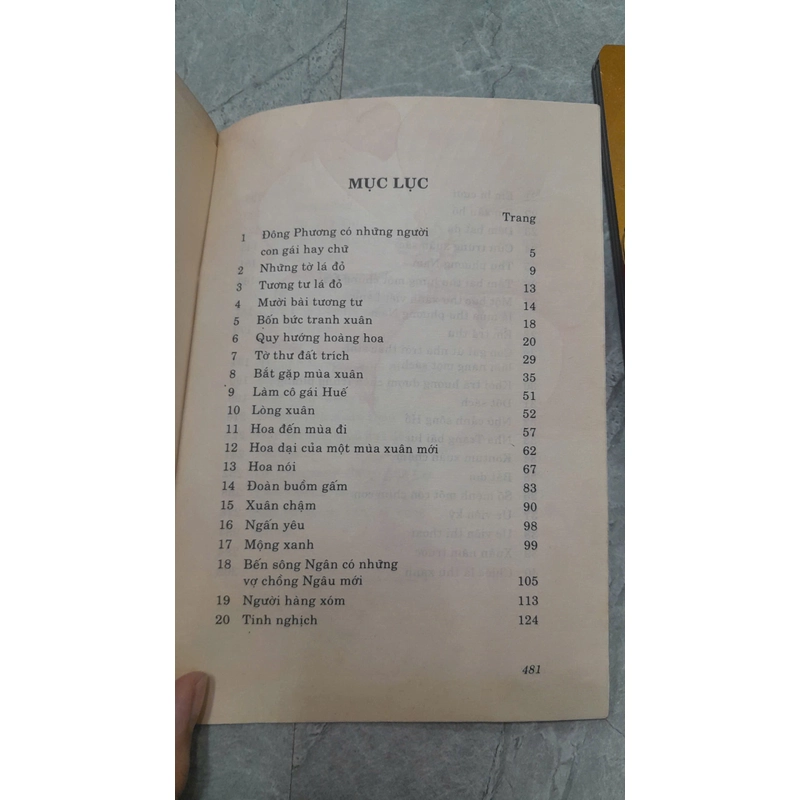 MỤC LỤC
Trang
1 Đông Phương có những người
con gái hay chữ 5
2 Những tờ lá đỏ 9
3 Tương tư lá đỏ 13
4 Mười bài tương tư 14
5 Bốn bức tranh xuân 18
6 Quy hướng hoàng hoa 20
7 Tờ thư đất trích 29
8 Bắt gặp mùa xuân 35
9 Làm cô gái Huế 51
10 Lòng xuân 52
11 Hoa đến mùa đi 57
12 Hoa dại của một mùa xuân mới 62
13 Hoa nói 67
14 Đoàn buồm gấm 83
15 Xuân chậm 90
16 Ngấn yêu 98
17 Mộng xanh 99
18 Bến sông Ngân có những
vợ chồng Ngâu mới 105
19 Người hàng xóm 113
20 Tinh nghịch 124
481